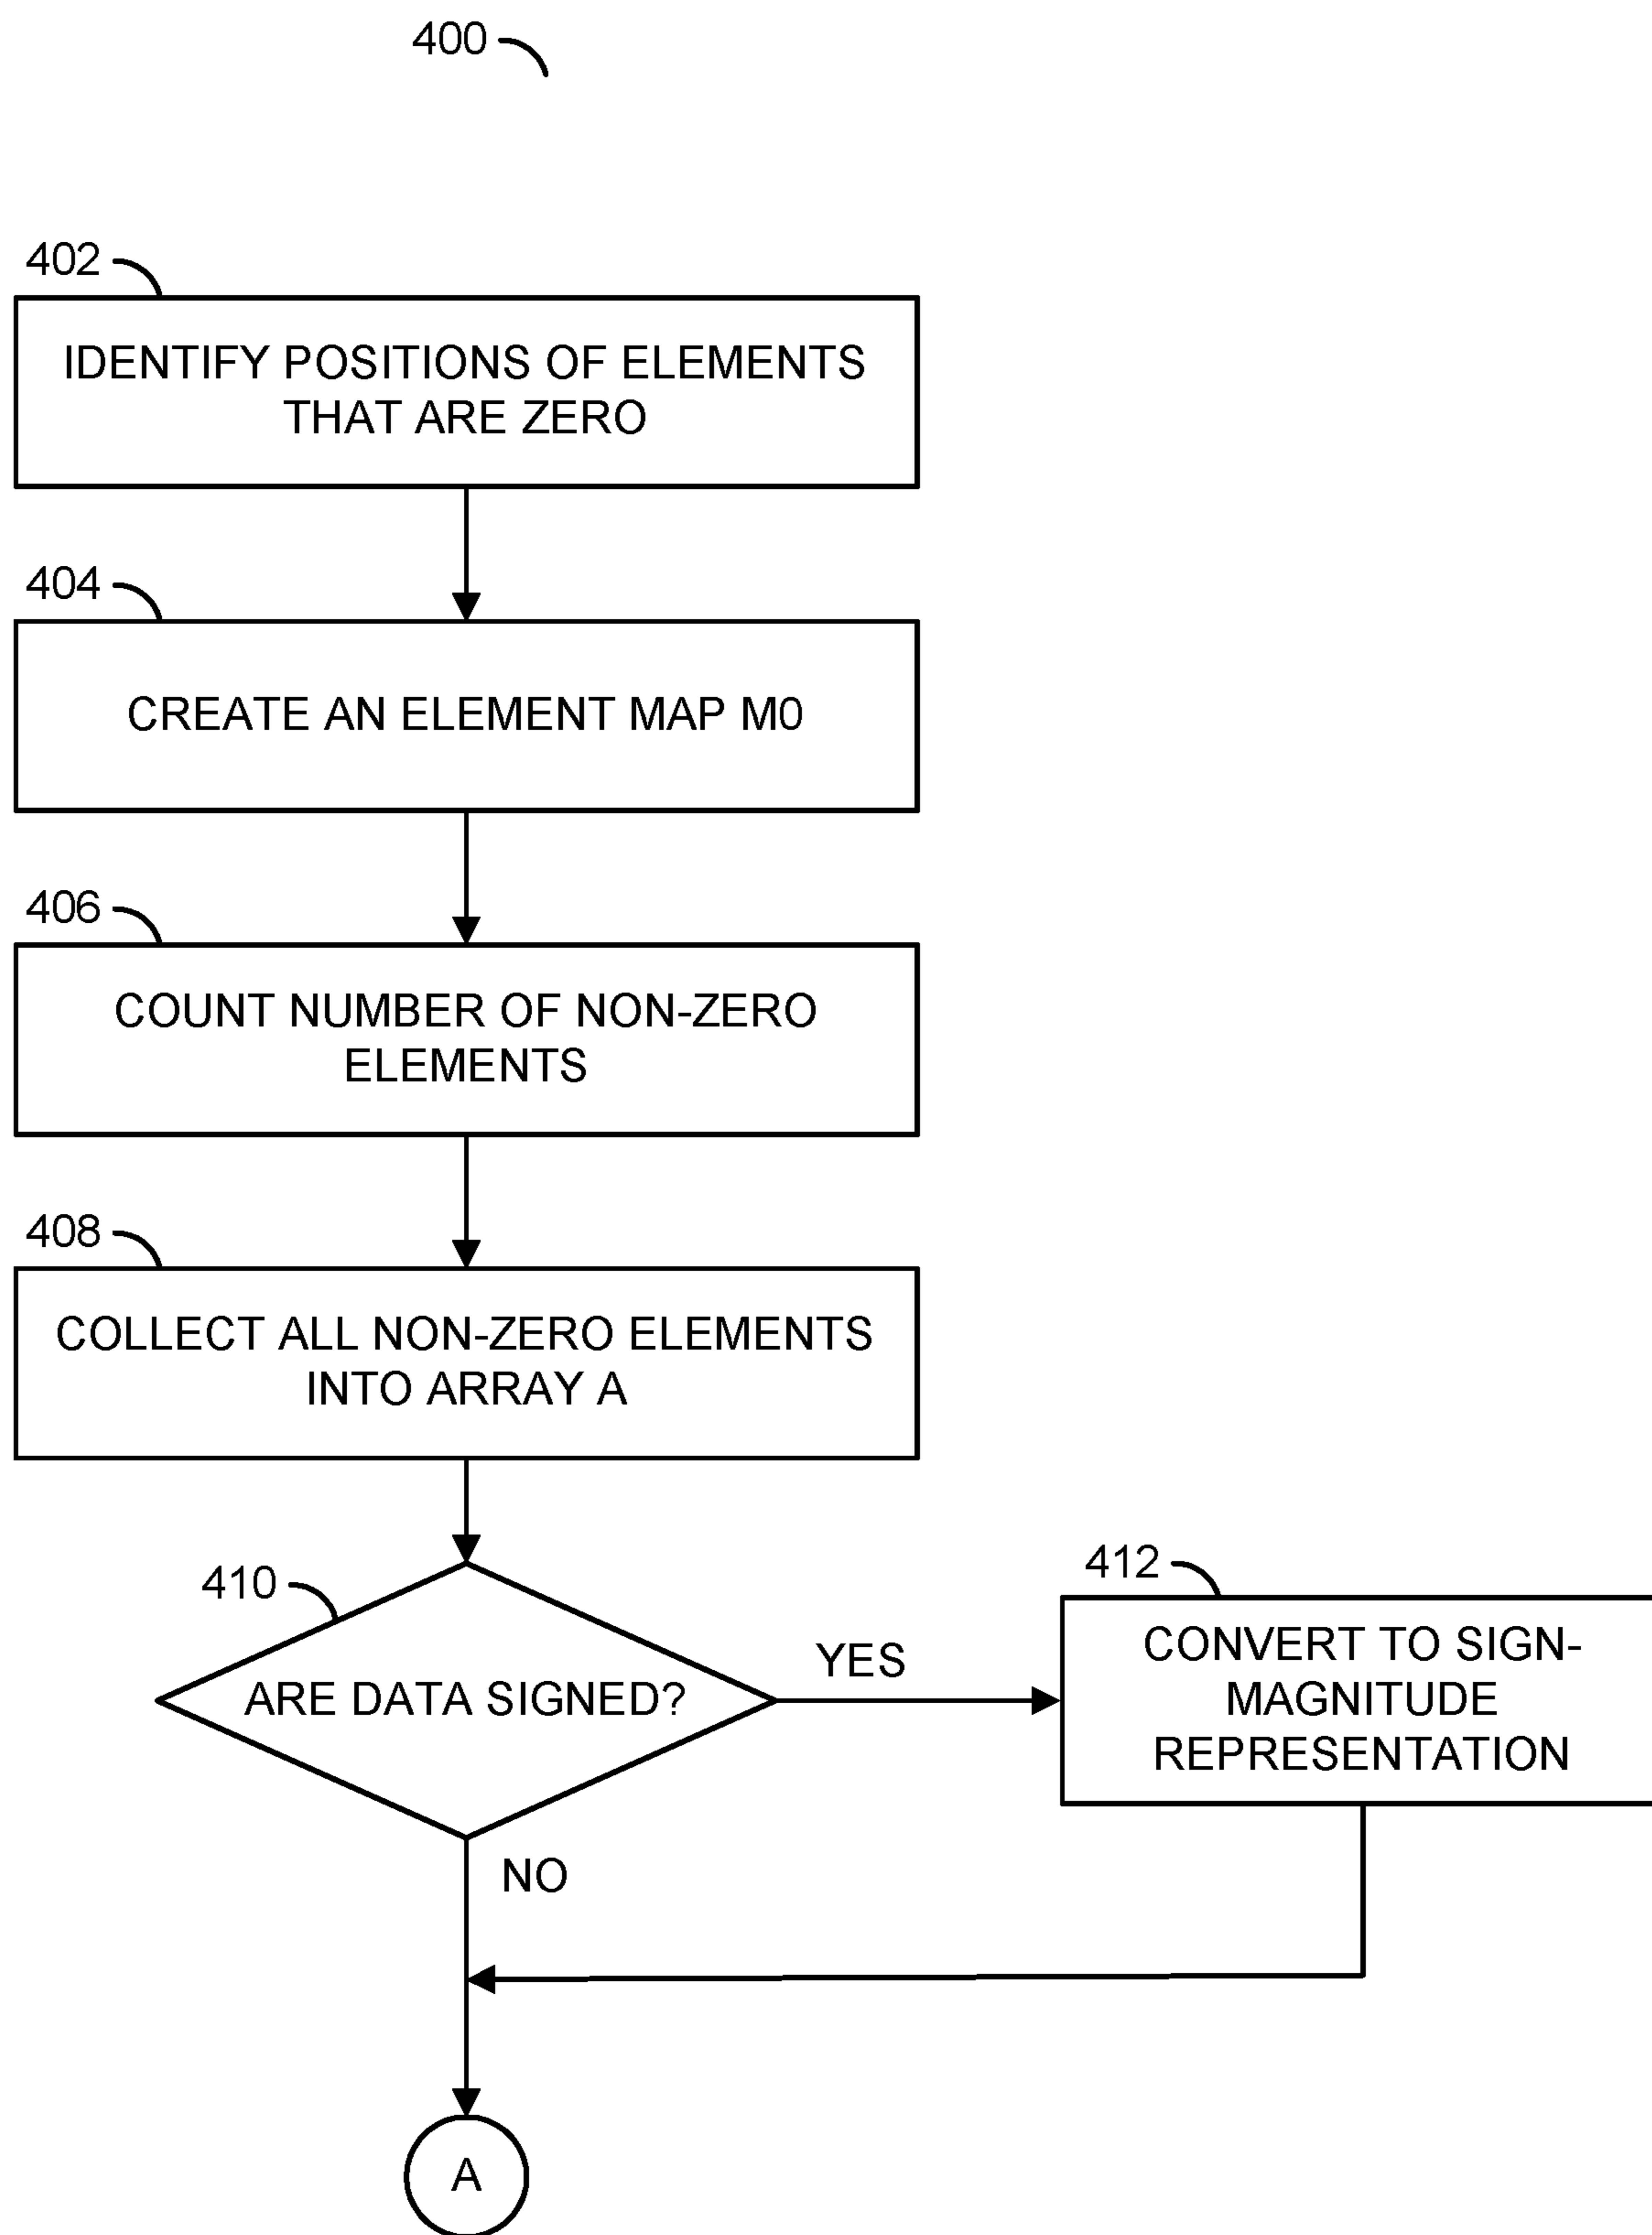 400
402
IDENTIFY POSITIONS OF ELEMENTS
THAT ARE ZERO
404
CREATE AN ELEMENT MAP M0
406
COUNT NUMBER OF NON-ZERO
ELEMENTS
408
COLLECT ALL NON-ZERO ELEMENTS
INTO ARRAY A
410
ARE DATA SIGNED?
YES
412
CONVERT TO SIGN-
MAGNITUDE
REPRESENTATION
NO
A